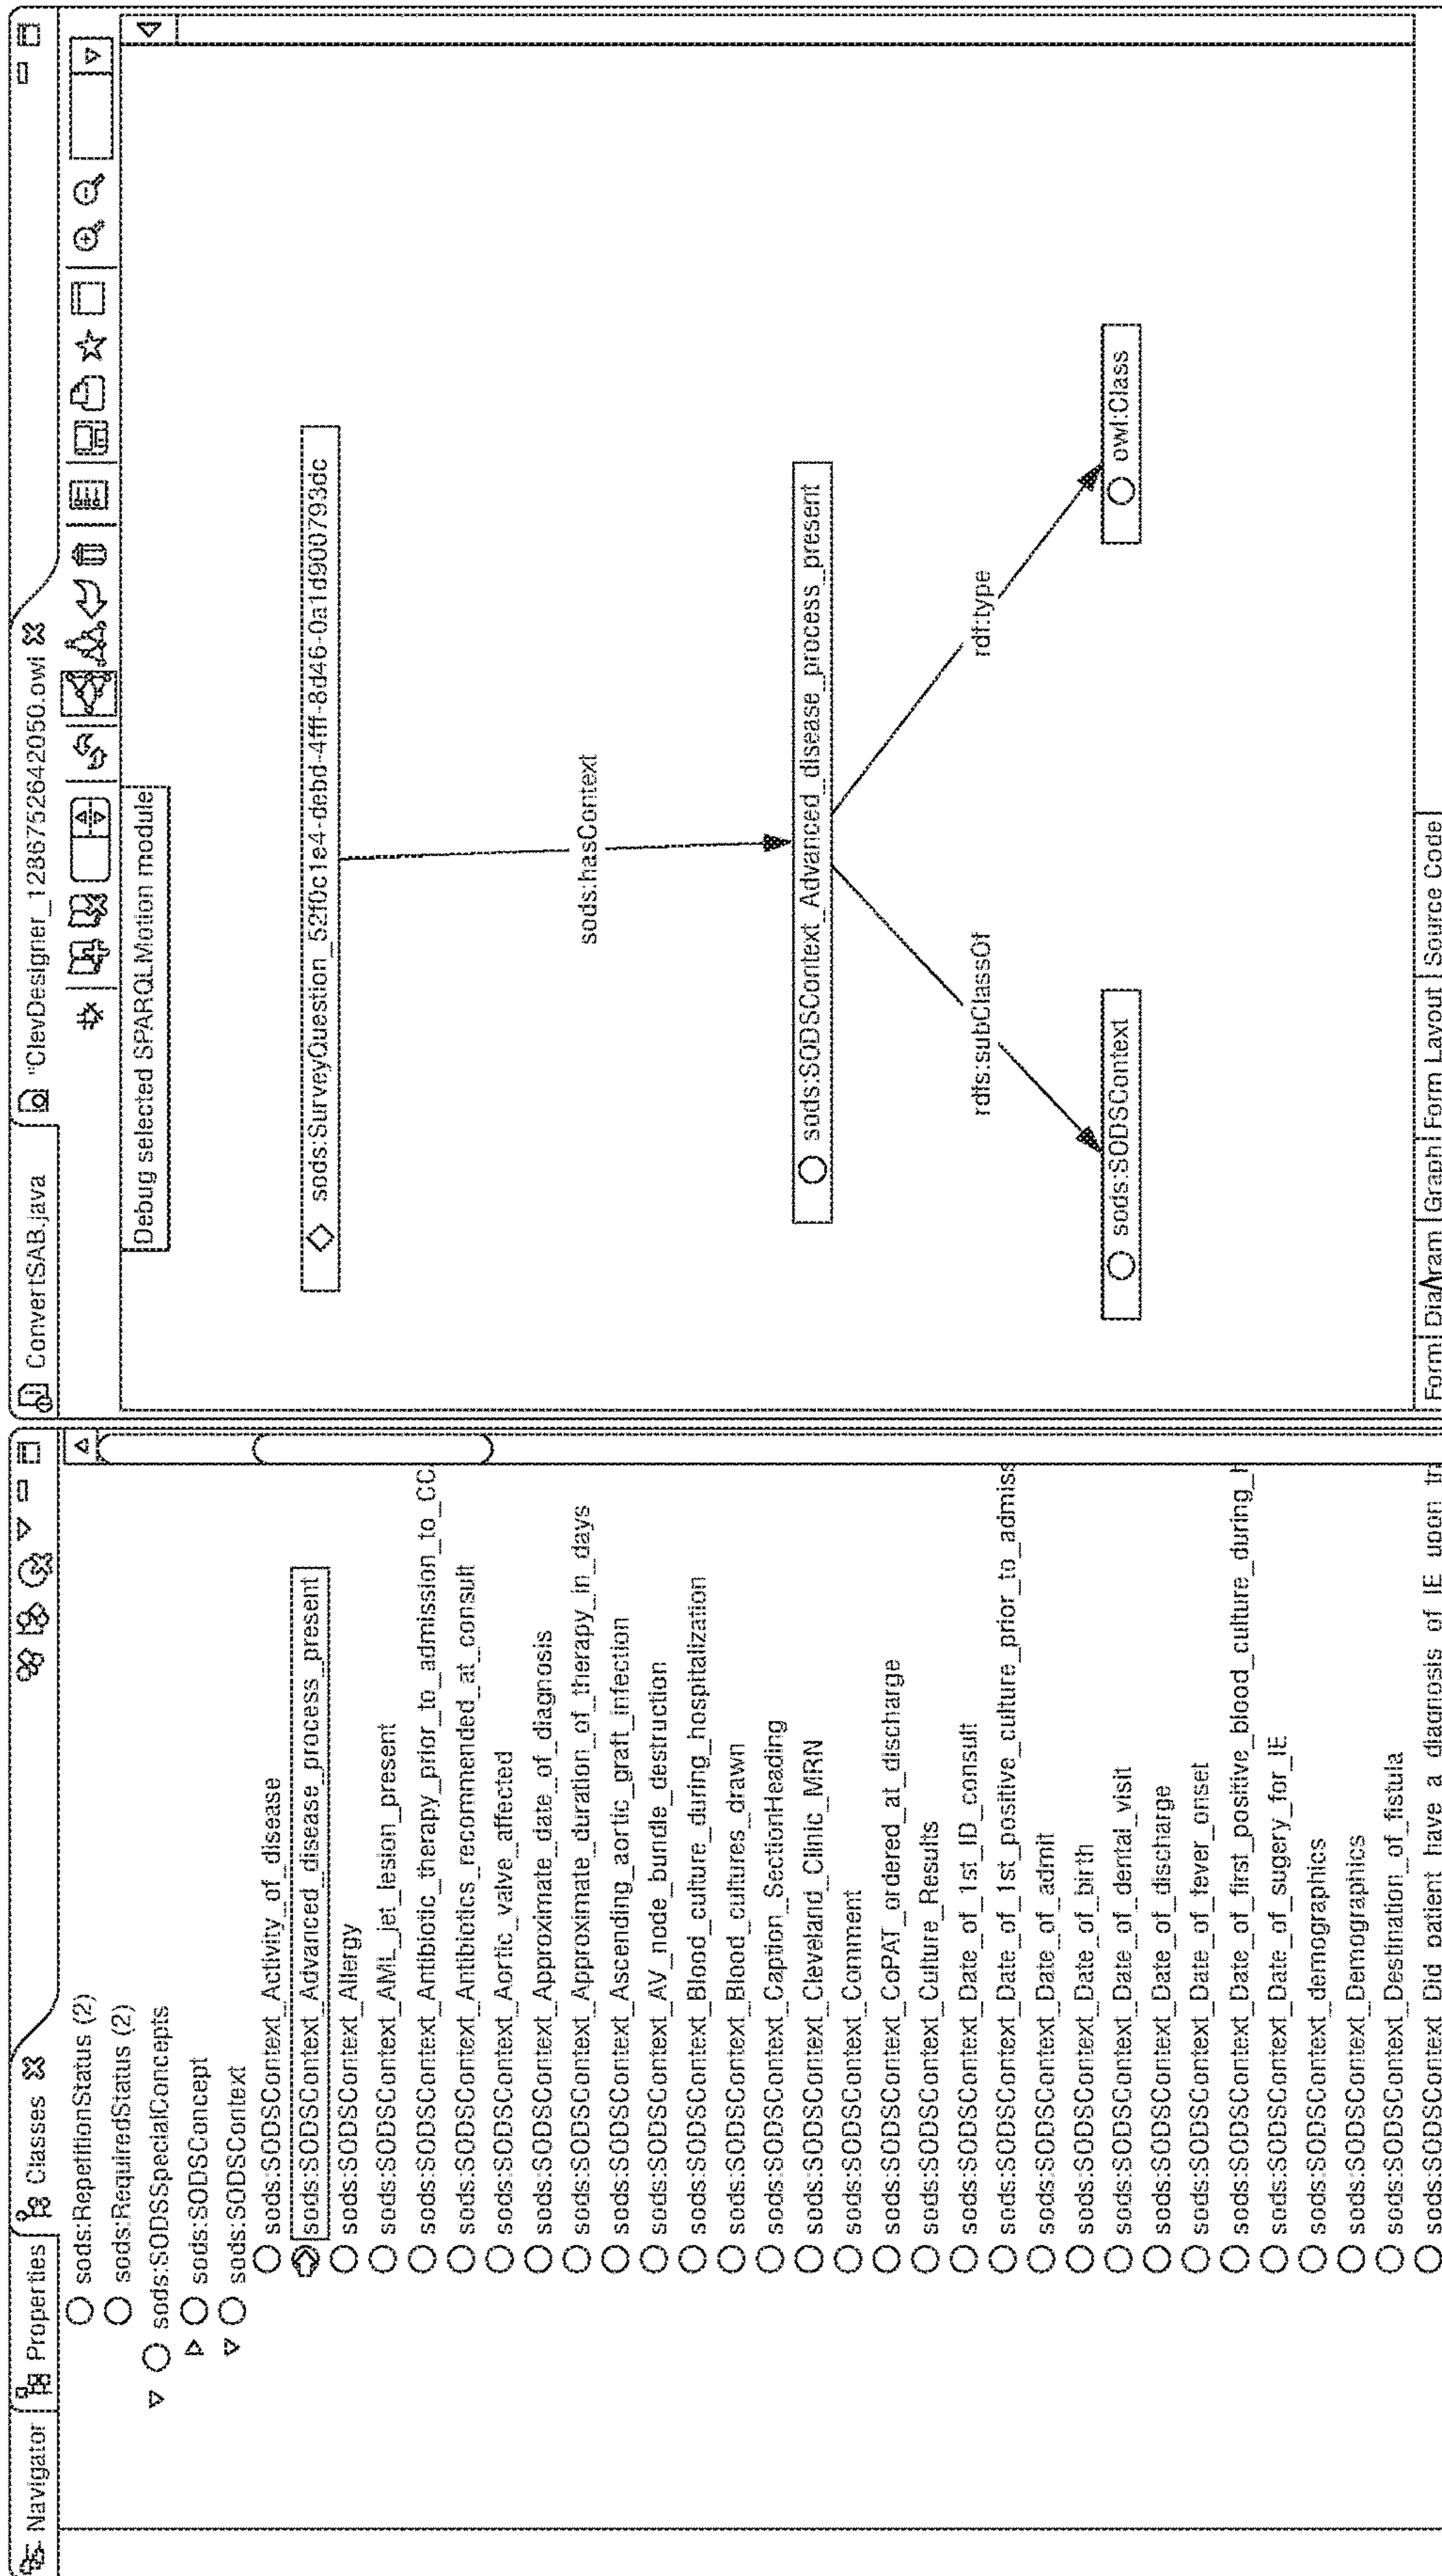 Navigator
Properties
Classes
sods:RepetitionStatus (2)
sods:RequiredStatus (2)
sods:SODSSpecialConcepts
sods:SODSConcept
sods:SODSContext
sods:SODSContext_Activity_of_disease
sods:SODSContext_Advanced_disease_process_present
sods:SODSContext_Allergy
sods:SODSContext_AML_jet_lesion_present
sods:SODSContext_Antibiotic_therapy_prior_to_admission_to_CC
sods:SODSContext_Antibiotics_recommended_at_consult
sods:SODSContext_Aortic_valve_affected
sods:SODSContext_Approximate_date_of_diagnosis
sods:SODSContext_Approximate_duration_of_therapy_in_days
sods:SODSContext_Ascending_aortic_graft_infection
sods:SODSContext_AV_node_bundle_destruction
sods:SODSContext_Blood_culture_during_hospitalization
sods:SODSContext_Blood_cultures_drawn
sods:SODSContext_Caption_SectionHeading
sods:SODSContext_Cleveland_Clinic_MRN
sods:SODSContext_Comment
sods:SODSContext_CoPAT_ordered_at_discharge
sods:SODSContext_Culture_Results
sods:SODSContext_Date_of_1st_ID_consult
sods:SODSContext_Date_of_1st_positive_culture_prior_to_admiss
sods:SODSContext_Date_of_admit
sods:SODSContext_Date_of_birth
sods:SODSContext_Date_of_dental_visit
sods:SODSContext_Date_of_discharge
sods:SODSContext_Date_of_fever_onset
sods:SODSContext_Date_of_first_positive_blood_culture_during_h
sods:SODSContext_Date_of_sugery_for_IE
sods:SODSContext_demographics
sods:SODSContext_Demographics
sods:SODSContext_Destination_of_fistula
sods:SODSContext_Did_patient_have_a_diagnosis_of_IE_upon_tra
ConvertSAB.java
"ClevDesigner_1286752642050.owl
Debug selected SPARQLMotion module
sods:SurveyQuestion_52f0c1e4-debd-4fff-8d46-0a1d900793dc
sods:hasContext
sods:SODSContext_Advanced_disease_process_present
rdfs:subClassOf
rdf:type
sods:SODSContext
owl:Class
Form
Diagram
Graph
Form Layout
Source Code